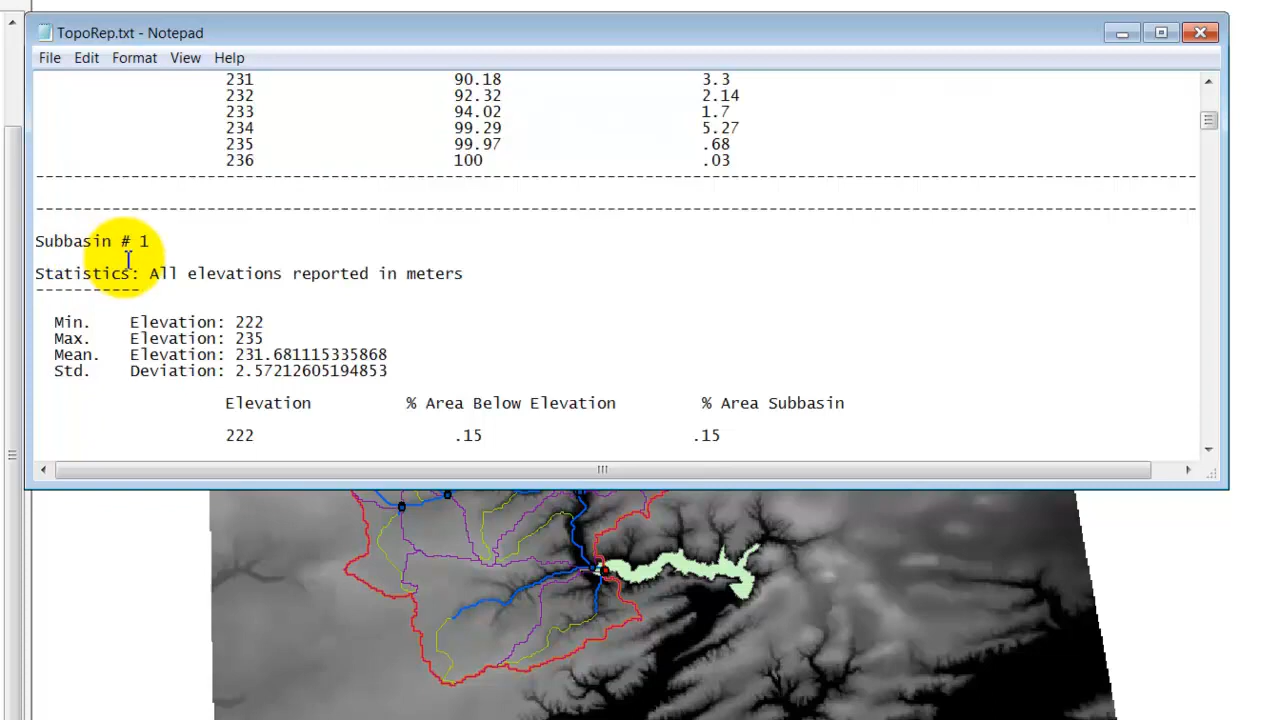 TopoRep.txt - Notepad
File Edit Format View Help
231 90.18 3.3
232 92.32 2.14
233 94.02 1.7
234 99.29 5.27
235 99.97 .68
236 100 .03
------------------------------------------------------------------------------------------------------------------------
------------------------------------------------------------------------------------------------------------------------
Subbasin # 1
Statistics: All elevations reported in meters
-----------
Min. Elevation: 222
Max. Elevation: 235
Mean. Elevation: 231.681115335868
Std. Deviation: 2.57212605194853
Elevation % Area Below Elevation % Area Subbasin
222 .15 .15